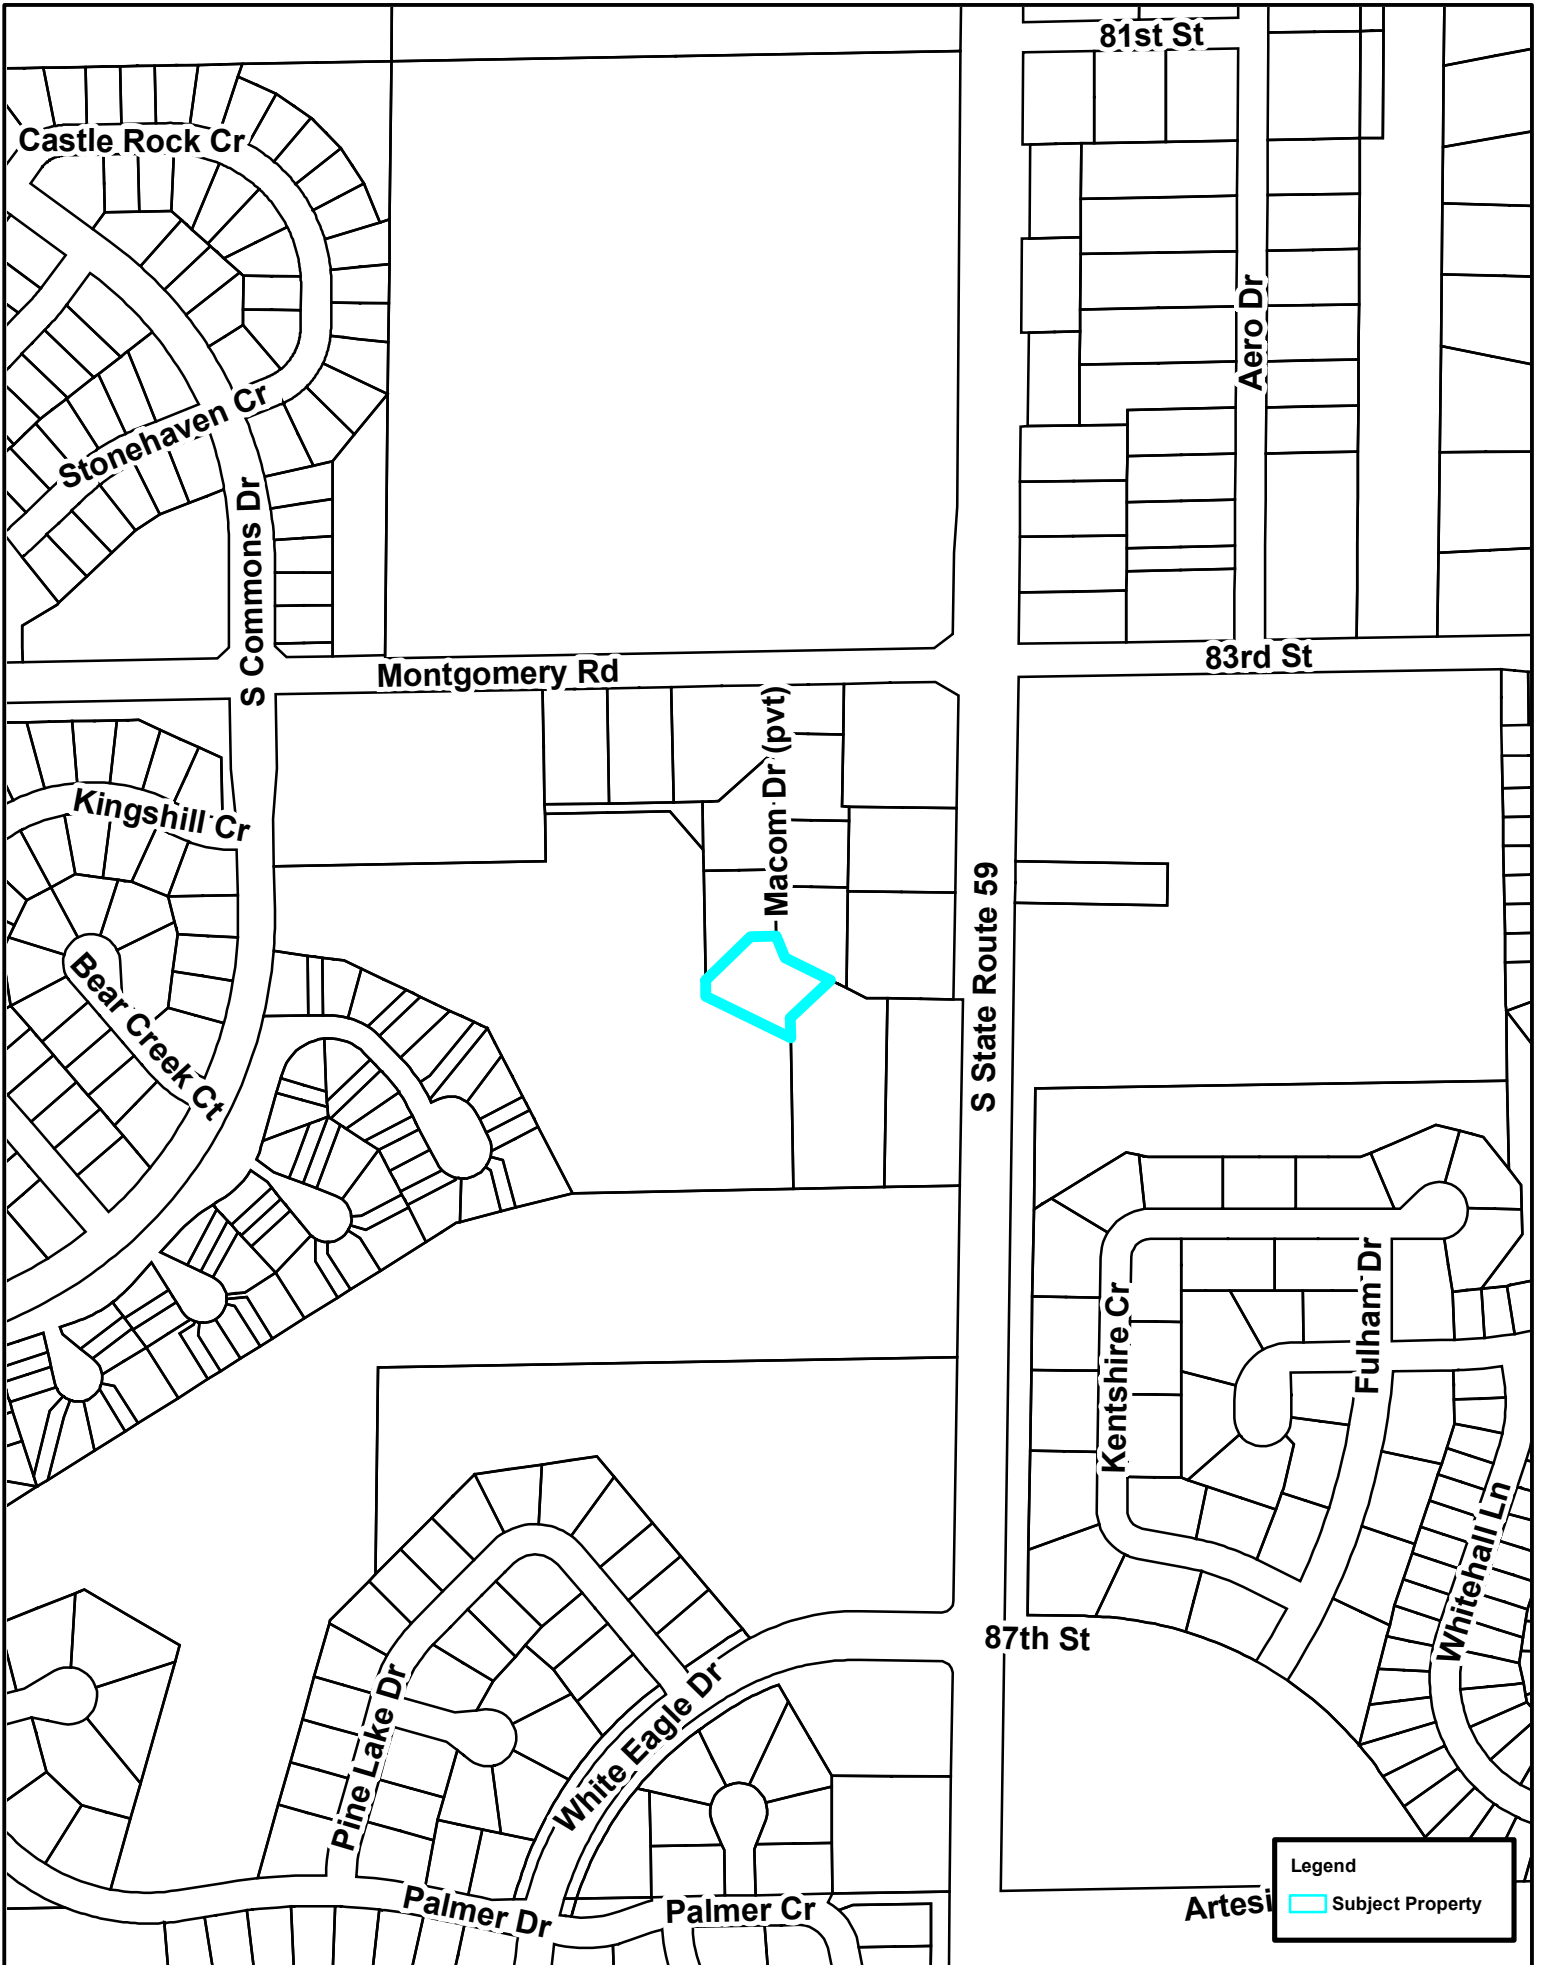 81st St
Castle Rock Cr
Aero Dr
Stonehaven Cr
S Commons Dr
Montgomery Rd
83rd St
Macom Dr (pvt)
Kingshill Cr
S State Route 59
Bear Creek Ct
Kentshire Cr
Fulham Dr
Whitehall Ln
87th St
Pine Lake Dr
White Eagle Dr
Palmer Dr
Palmer Cr
Artesi
Legend
Subject Property